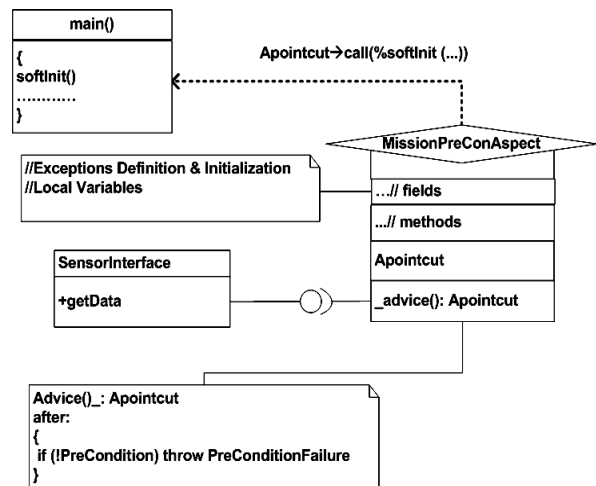 main()
{
softInit()
............
}
Apointcut→call(%softInit (...))
MissionPreConAspect
//Exceptions Definition & Initialization
//Local Variables
...// fields
...// methods
Apointcut
_advice(): Apointcut
SensorInterface
+getData
Advice()_: Apointcut
after:
{
if (!PreCondition) throw PreConditionFailure
}